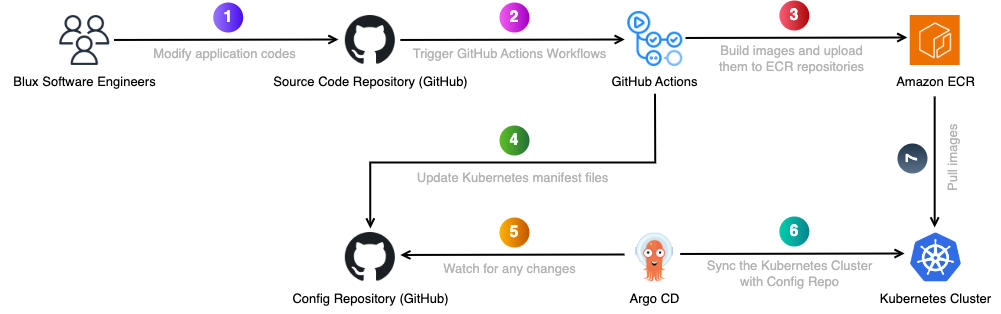 1
2
3
Modify application codes
Trigger GitHub Actions Workflows
Build images and upload
them to ECR repositories
Blux Software Engineers
Source Code Repository (GitHub)
GitHub Actions
Amazon ECR
4
Update Kubernetes manifest files
7
Pull images
5
6
Watch for any changes
Sync the Kubernetes Cluster
with Config Repo
Config Repository (GitHub)
Argo CD
Kubernetes Cluster